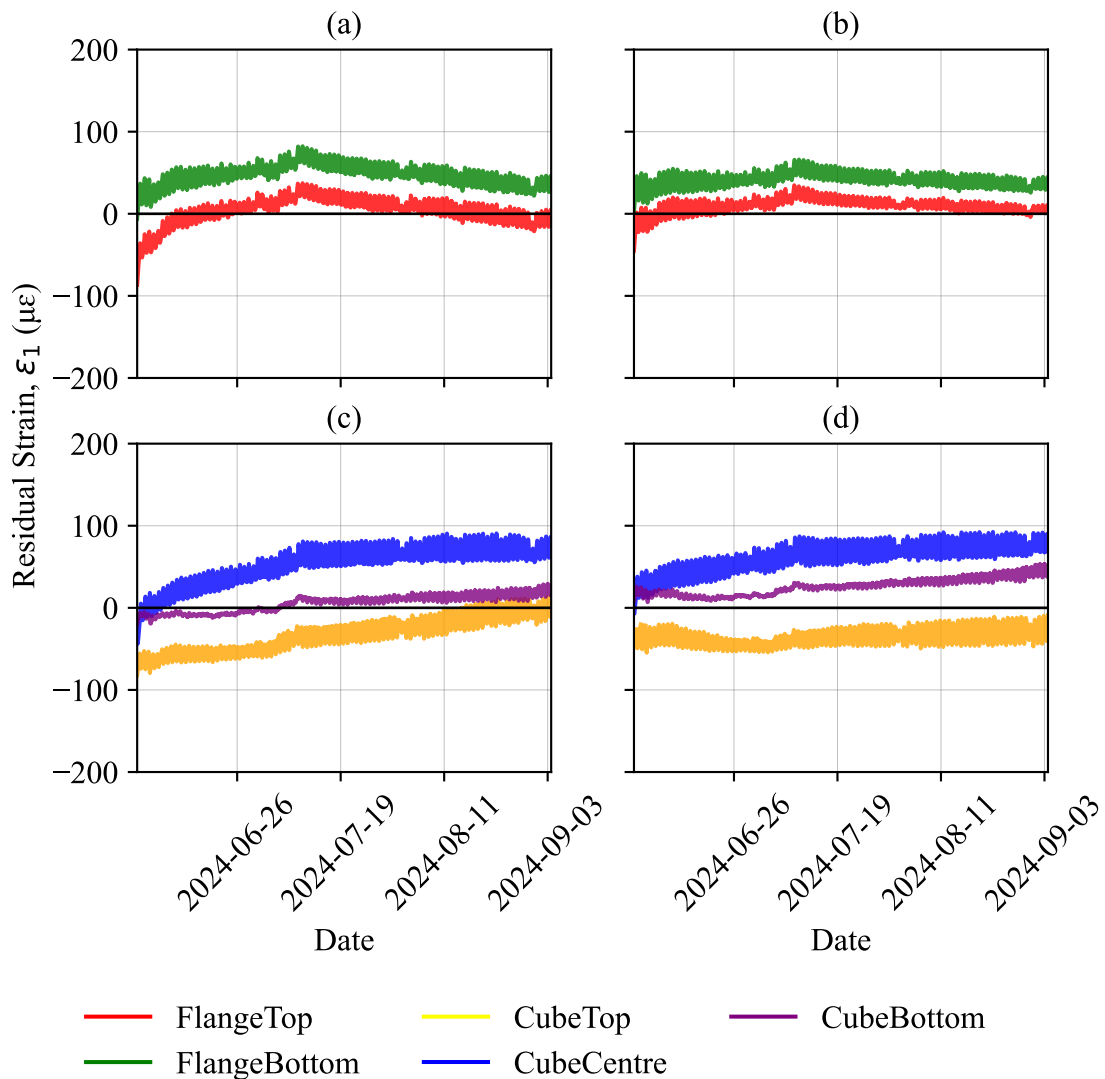 (a) (b)
200
100
0
−100
−200
(c) (d)
200
100
0
−100
−200
Residual Strain, ε₁ (με)
2024-06-26 2024-07-19 2024-08-11 2024-09-03 2024-06-26 2024-07-19 2024-08-11 2024-09-03
Date Date
FlangeTop CubeTop CubeBottom
FlangeBottom CubeCentre